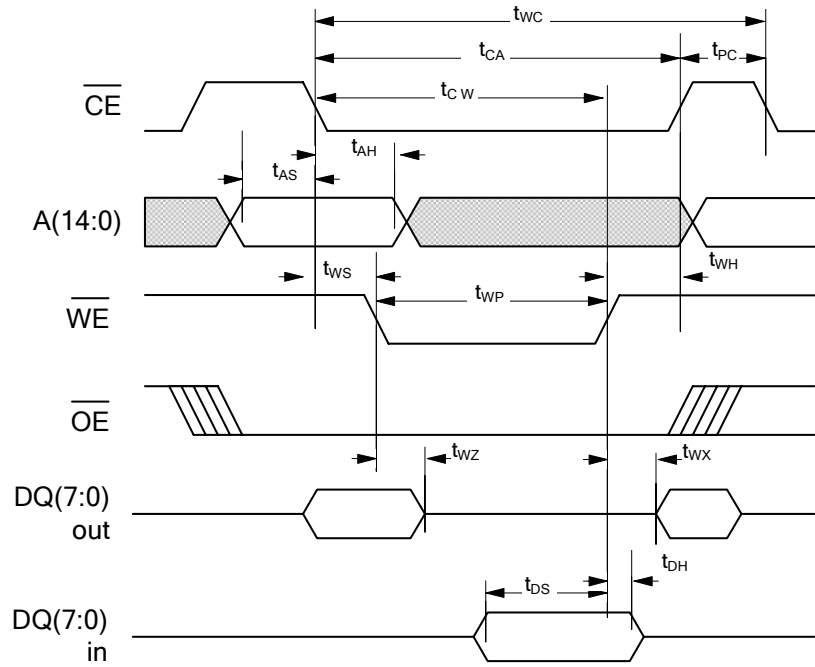 tWC
tCA
tPC
tC W
CE
tAH
tAS
A(14:0)
tWS
tWH
tWP
WE
OE
tWZ
tWX
DQ(7:0)
out
tDH
tDS
DQ(7:0)
in